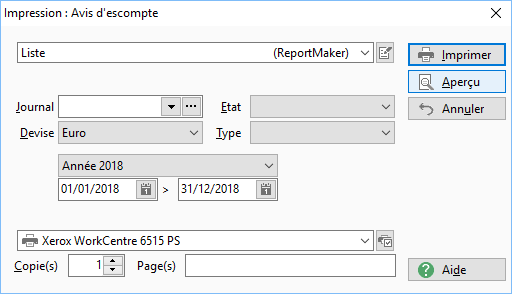 Impression : Avis d'escompte
Liste (ReportMaker)
Imprimer
Aperçu
Annuler
Journal
Etat
Devise Euro
Type
Année 2018
01/01/2018 > 31/12/2018
Xerox WorkCentre 6515 PS
Copie(s) 1 Page(s)
Aide